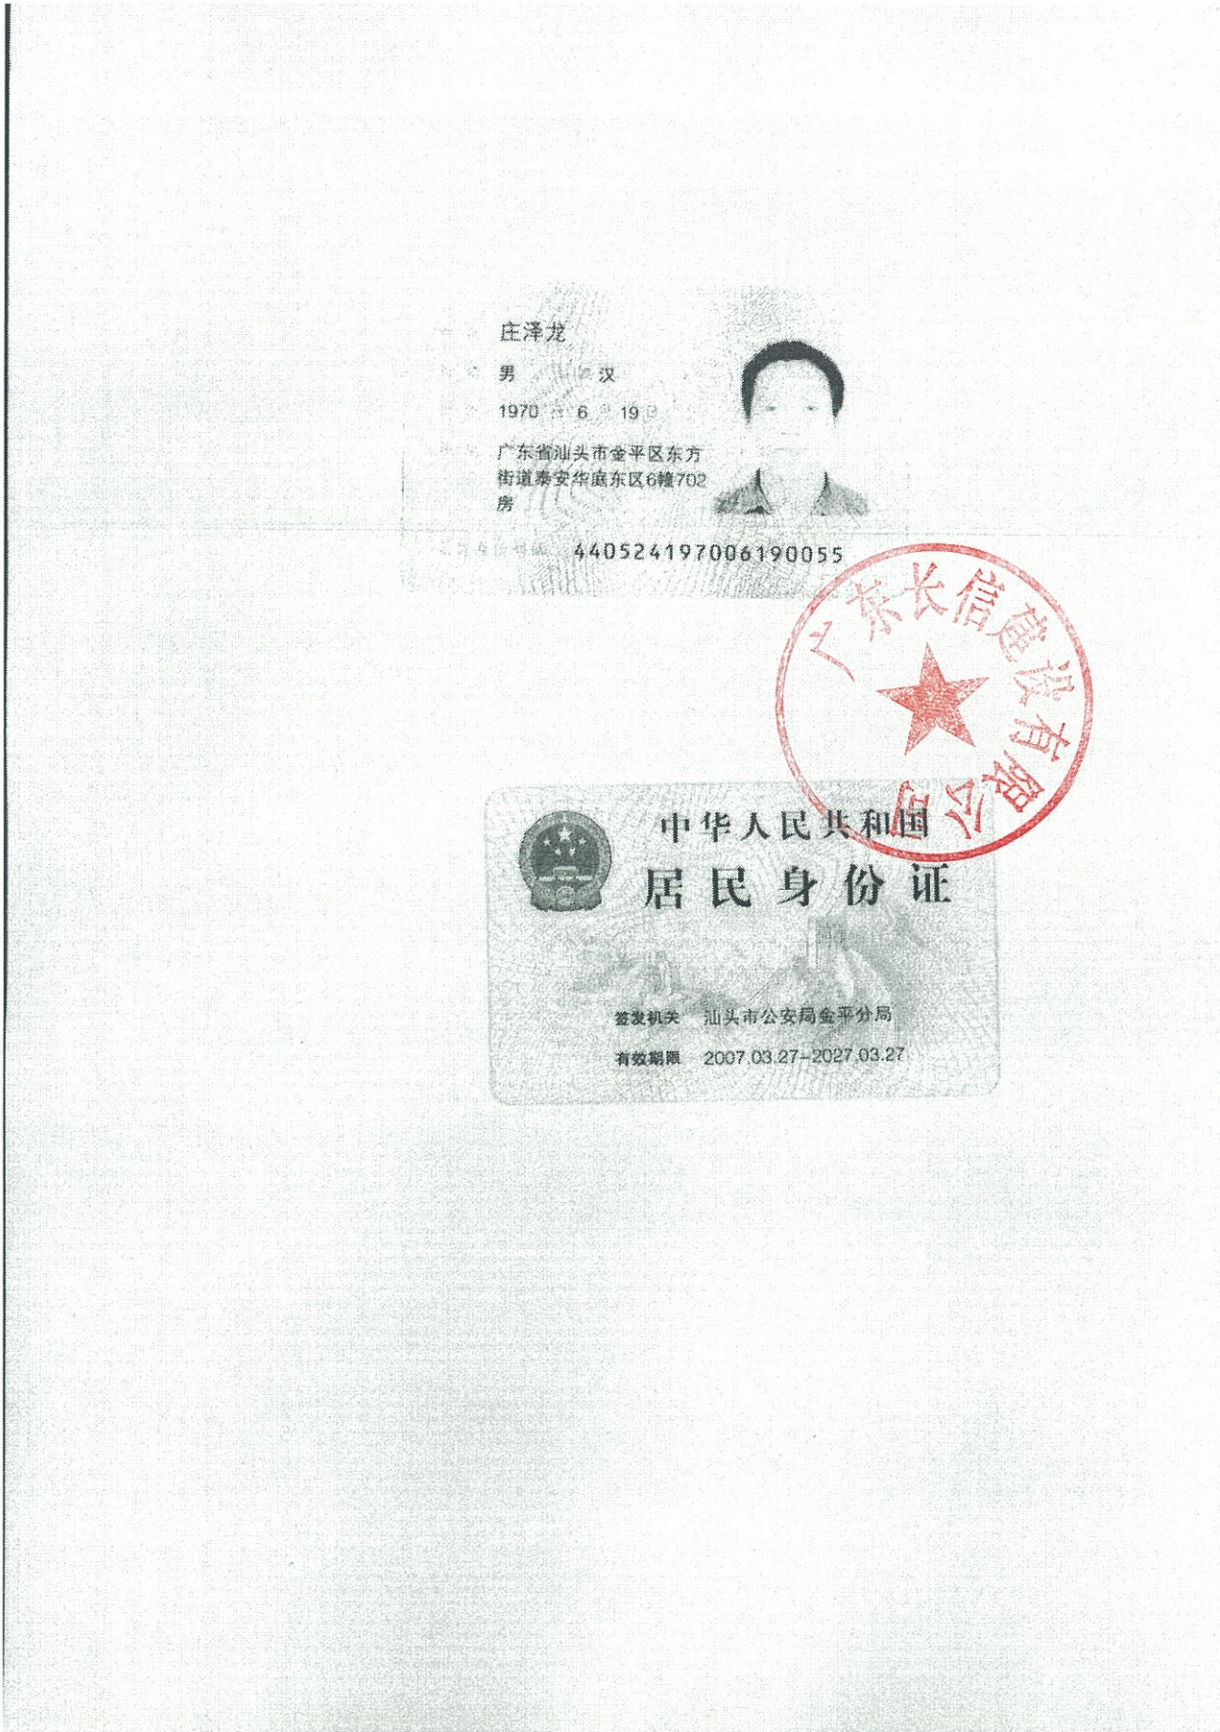 庄泽龙
男 汉
1970 6 19
广东省汕头市金平区东方
街道泰安华庭东区6幢702
房
440524197006190055
广东长信建设有限公司
中华人民共和国
居民身份证
签发机关 汕头市公安局金平分局
有效期限 2007.03.27-2027.03.27